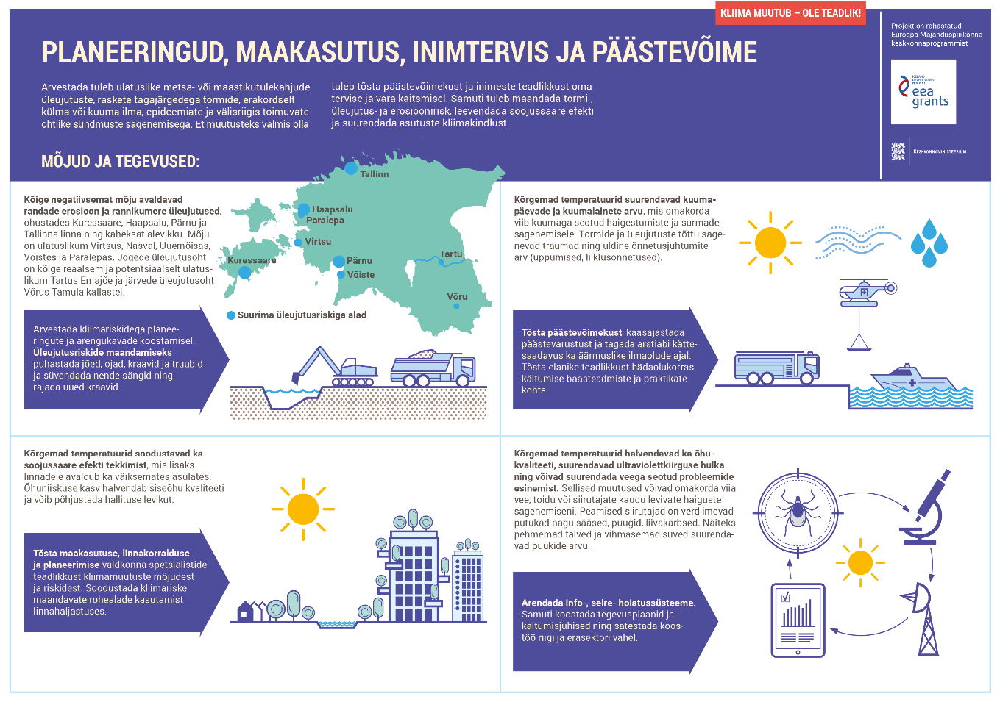 KLIIMA MUUTUB – OLE TEADLIK!
Projekt on rahastatud
Euroopa Majanduspiirkonna
keskkonnaprogrammist
ICELAND
LIECHTENSTEIN
NORWAY
eea
grants
KESKKONNAMINISTEERIUM
PLANEERINGUD, MAAKASUTUS, INIMTERVIS JA PÄÄSTEVÕIME
Arvestada tuleb ulatuslike metsa- või maastikutulekahjude,
üleujutuste, raskete tagajärgedega tormide, erakordselt
külma või kuuma ilma, epideemiate ja välisriigis toimuvate
ohtlike sündmuste sagenemisega. Et muutusteks valmis olla
tuleb tõsta päästevõimekust ja inimeste teadlikkust oma
tervise ja vara kaitsmisel. Samuti tuleb maandada tormi-,
üleujutus- ja erosioonirisk, leevendada soojussaare efekti
ja suurendada asutuste kliimakindlust.
MÕJUD JA TEGEVUSED:
Kõige negatiivsemat mõju avaldavad
randade erosioon ja rannikumere üleujutused,
ohustades Kuressaare, Haapsalu, Pärnu ja
Tallinna linna ning kaheksat alevikku. Mõju
on ulatuslikum Virtsus, Nasval, Uuemõisas,
Võistes ja Paralepas. Jõgede üleujutusoht
on kõige reaalsem ja potentsiaalselt ulatus-
likum Tartus Emajõe ja järvede üleujutusoht
Võrus Tamula kallastel.
Tallinn
Haapsalu
Paralepa
Virtsu
Kuressaare
Pärnu
Võiste
Tartu
Võru
Suurima üleujutusriskiga alad
Arvestada kliimariskidega planee-
ringute ja arengukavade koostamisel.
Üleujutusriskide maandamiseks
puhastada jõed, ojad, kraavid ja truubid
ja süvendada nende sängid ning
rajada uued kraavid.
Kõrgemad temperatuurid suurendavad kuuma-
päevade ja kuumalainete arvu, mis omakorda
viib kuumaga seotud haigestumiste ja surmade
sagenemisele. Tormide ja üleujutuste tõttu sage-
nevad traumad ning üldine õnnetusjuhtumite
arv (uppumised, liiklusõnnetused).
Tõsta päästevõimekust, kaasajastada
päästevarustust ja tagada arstiabi kätte-
saadavus ka äärmuslike ilmaolude ajal.
Tõsta elanike teadlikkust hädaolukorras
käitumise baasteadmiste ja praktikate
kohta.
Kõrgemad temperatuurid soodustavad ka
soojussaare efekti tekkimist, mis lisaks
linnadele avaldub ka väiksemates asulates.
Õhuniiskuse kasv halvendab siseõhu kvaliteeti
ja võib põhjustada hallituse levikut.
Tõsta maakasutuse, linnakorralduse
ja planeerimise valdkonna spetsialistide
teadlikkust kliimamuutuste mõjudest
ja riskidest. Soodustada kliimariske
maandavate rohealade kasutamist
linnahaljastuses.
Kõrgemad temperatuurid halvendavad ka õhu-
kvaliteeti, suurendavad ultraviolettkiirguse hulka
ning võivad suurendada veega seotud probleemide
esinemist. Sellised muutused võivad omakorda viia
vee, toidu või siirutajate kaudu levivate haiguste
sagenemiseni. Peamised siirutajad on verd imevad
putukad nagu sääsed, puugid, liivakärbsed. Näiteks
pehmemad talved ja vihmasemad suved suurenda-
vad puukide arvu.
Arendada info-, seire- hoiatussüsteeme.
Samuti koostada tegevusplaanid ja
käitumisjuhised ning sätestada koos-
töö riigi ja erasektori vahel.